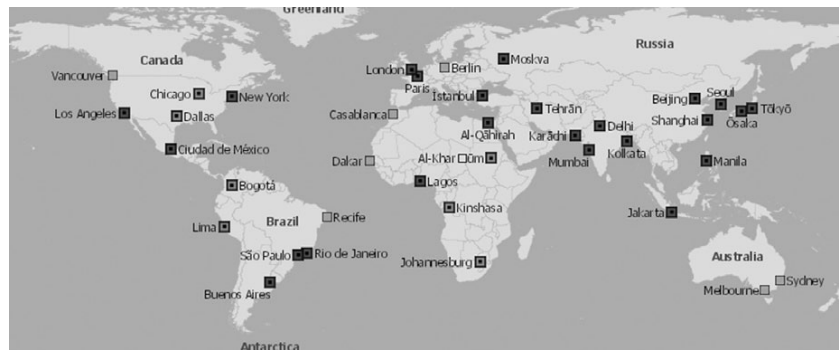 Greenland
Canada
Russia
Vancouver
London
Berlin
Moskva
Chicago
New York
Paris
İstanbul
Tehrān
Beijing
Seoul
Los Angeles
Dallas
Casablanca
Al-Qāhirah
Karāchi
Delhi
Shanghai
Ōsaka
Tōkyō
Ciudad de México
Dakar
Al-Khar□ūm
Mumbai
Kolkata
Manila
Bogotá
Lagos
Lima
Brazil
Recife
Kinshasa
Jakarta
São Paulo
Rio de Janeiro
Johannesburg
Australia
Buenos Aires
Melbourne
Sydney
Antarctica